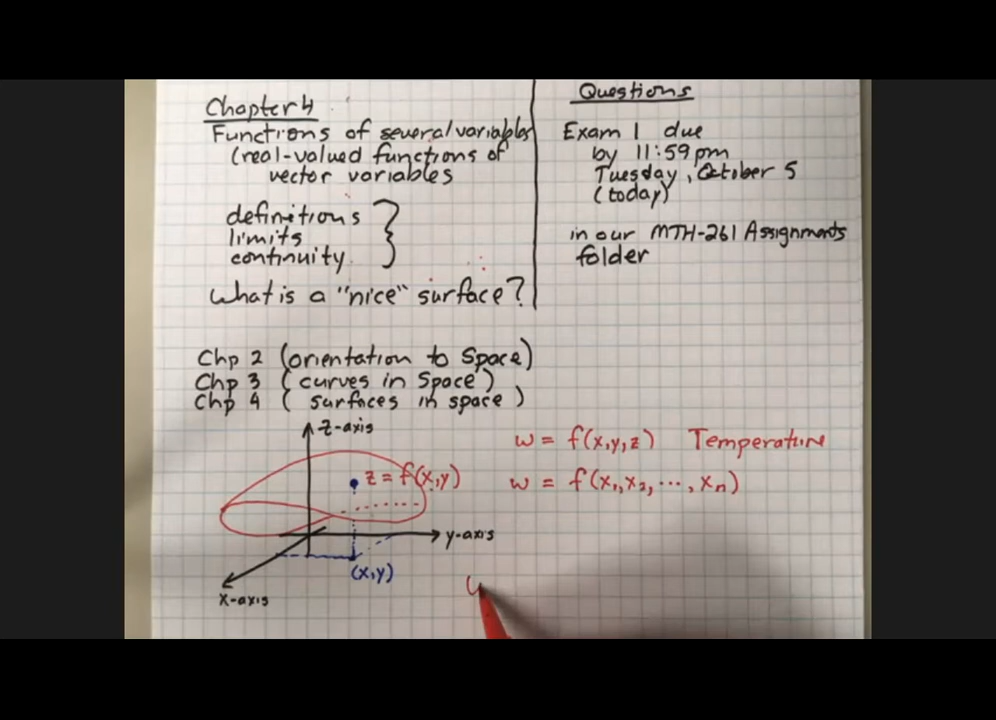 Chapter 4
Functions of several variables
(real-valued functions of
vector variables
definitions
limits
continuity
What is a "nice" surface?
Questions
Exam 1 due
by 11:59pm
Tuesday, October 5
(today)
in our MTH-261 Assignments
folder
Chp 2 (orientation to Space)
Chp 3 (curves in Space)
Chp 4 (surfaces in space)
z-axis
z = f(x,y)
y-axis
(x,y)
x-axis
w = f(x,y,z) Temperature
w = f(x₁,x₂,...,xₙ)